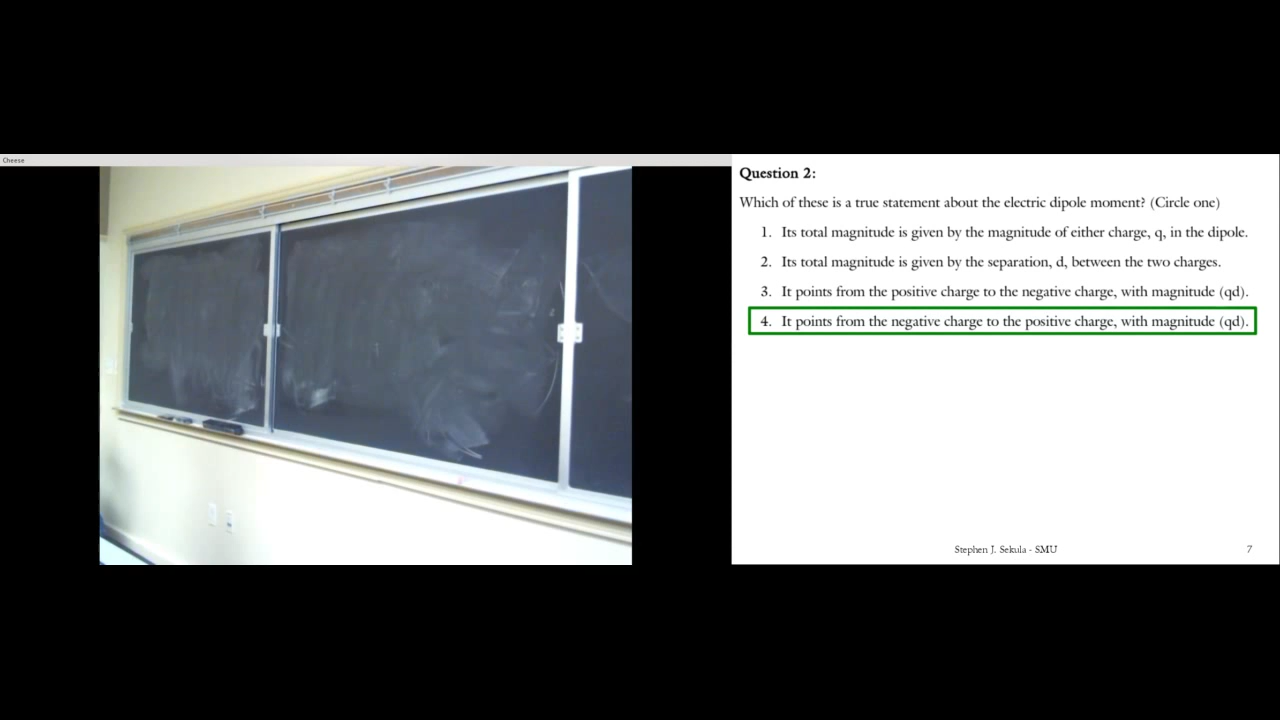 Cheese
Question 2:
Which of these is a true statement about the electric dipole moment? (Circle one)
1. Its total magnitude is given by the magnitude of either charge, q, in the dipole.
2. Its total magnitude is given by the separation, d, between the two charges.
3. It points from the positive charge to the negative charge, with magnitude (qd).
4. It points from the negative charge to the positive charge, with magnitude (qd).
Stephen J. Sekula - SMU
7